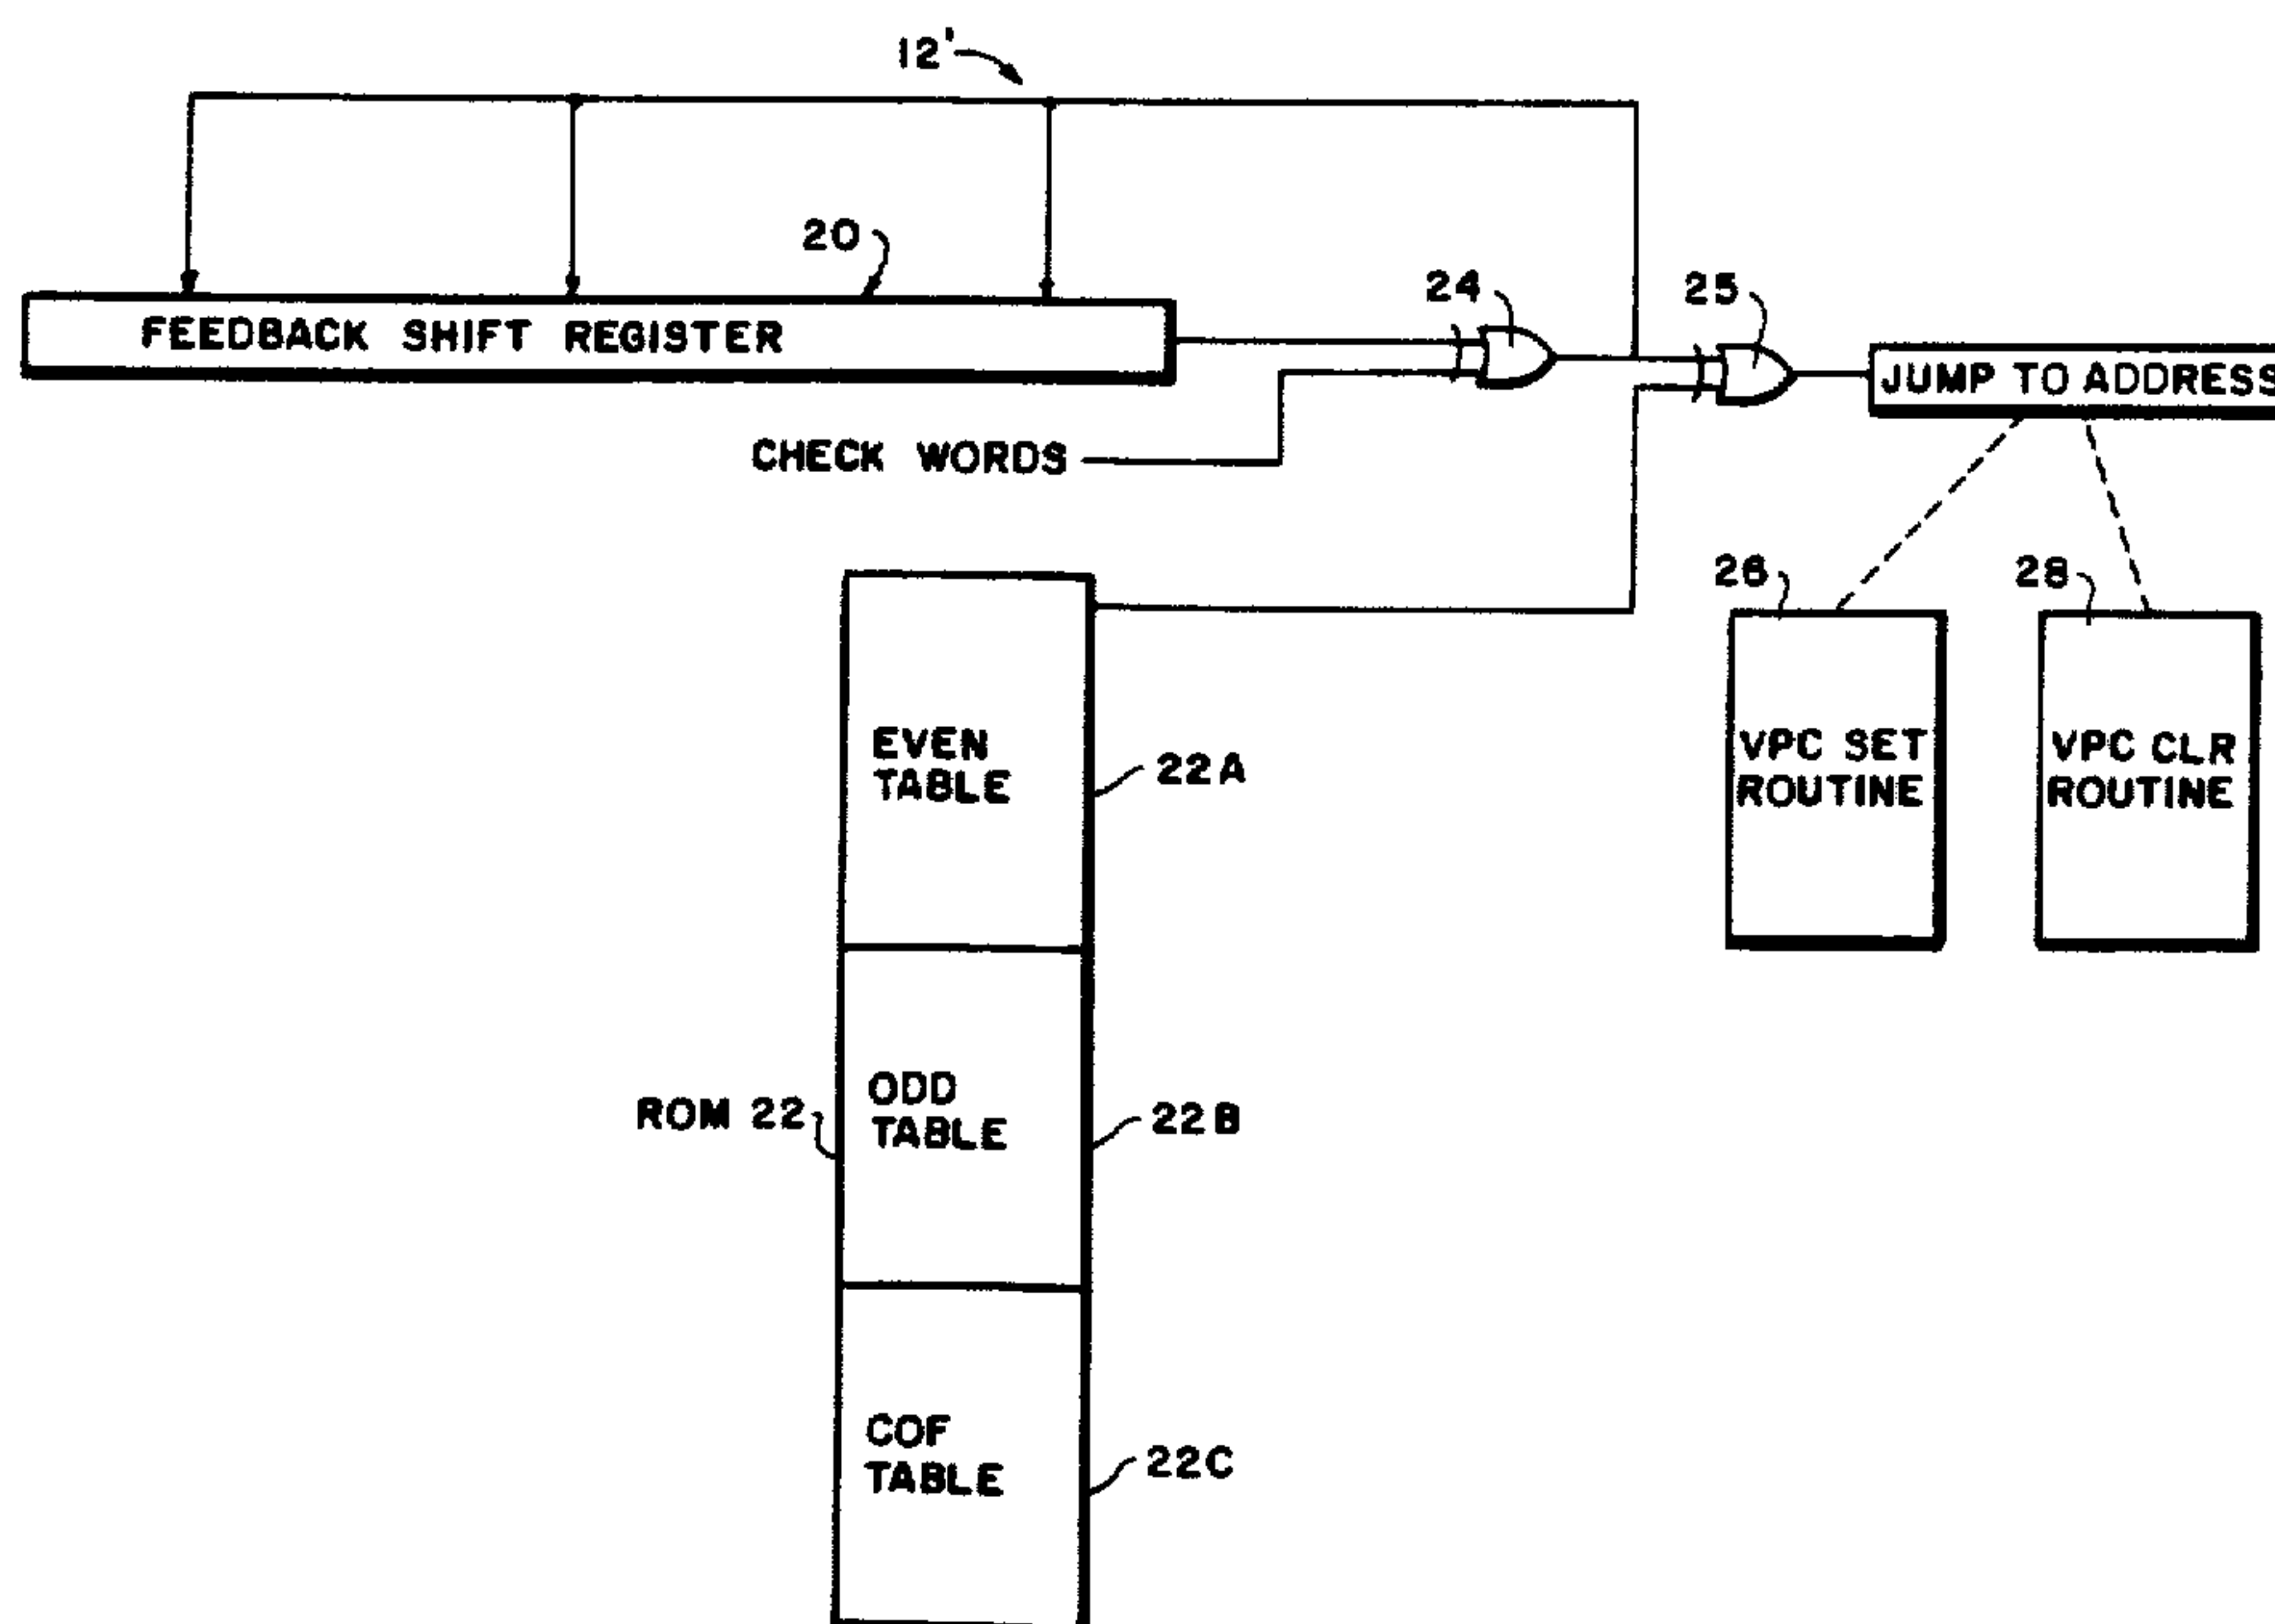 12'
20
FEEDBACK SHIFT REGISTER
24
25
JUMP TO ADDRESS
CHECK WORDS
26
28
EVEN
TABLE
22A
VPC SET
ROUTINE
VPC CLR
ROUTINE
ODD
TABLE
ROM 22
22B
COF
TABLE
22C